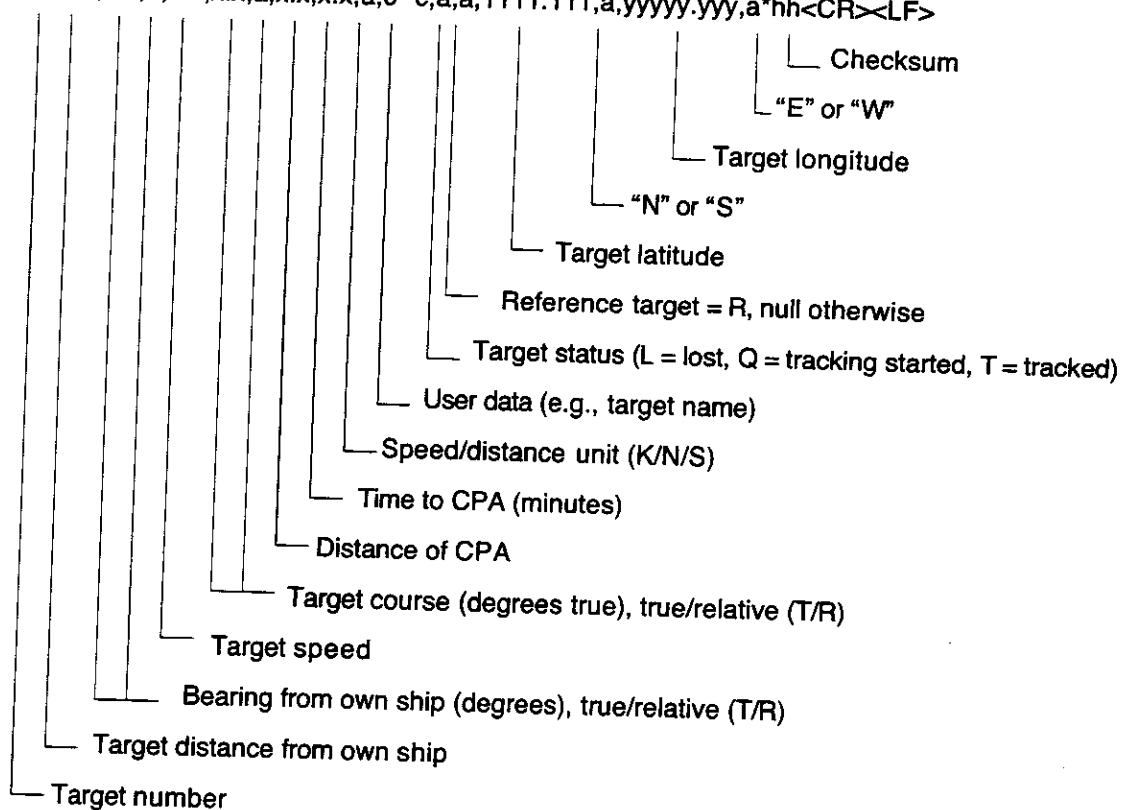 ,a,yyyyy.yyy,a*hh<CR><LF>
Checksum
“E” or “W”
Target longitude
“N” or “S”
Target latitude
Reference target = R, null otherwise
Target status (L = lost, Q = tracking started, T = tracked)
User data (e.g., target name)
Speed/distance unit (K/N/S)
Time to CPA (minutes)
Distance of CPA
Target course (degrees true), true/relative (T/R)
Target speed
Bearing from own ship (degrees), true/relative (T/R)
Target distance from own ship
Target number